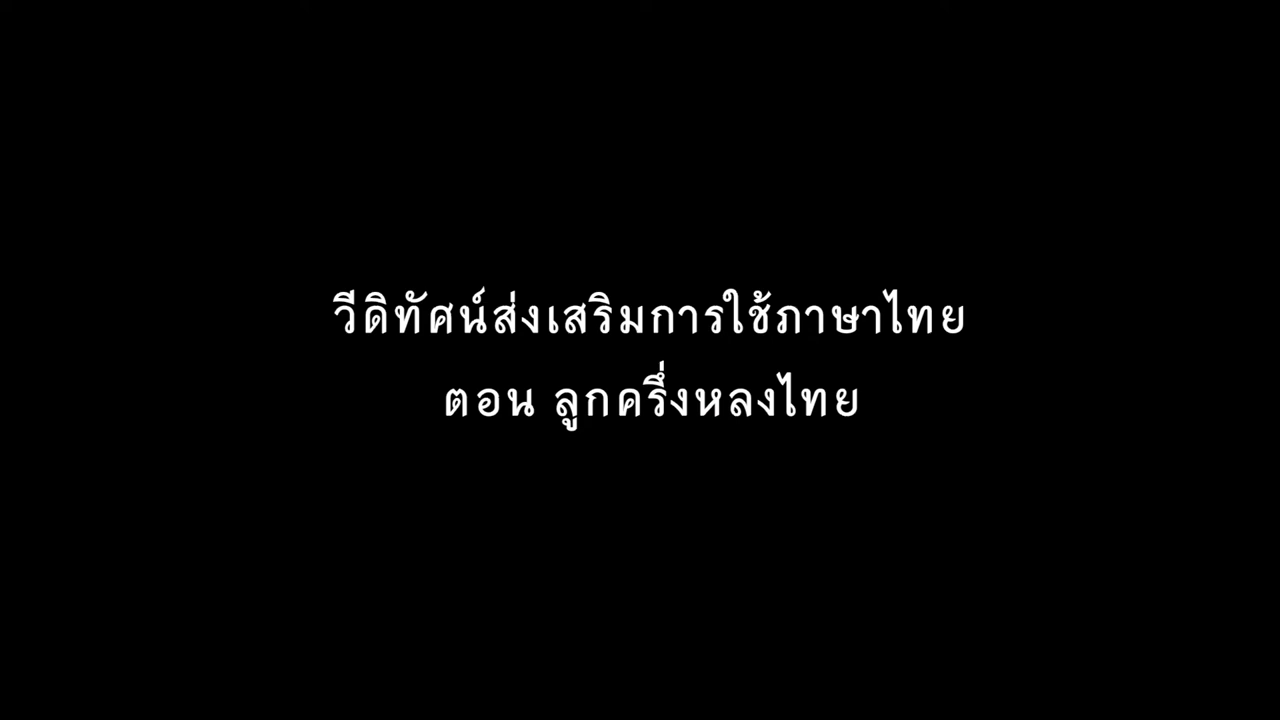 วีดิทัศน์ส่งเสริมการใช้ภาษาไทย
ตอน ลูกครึ่งหลงไทย